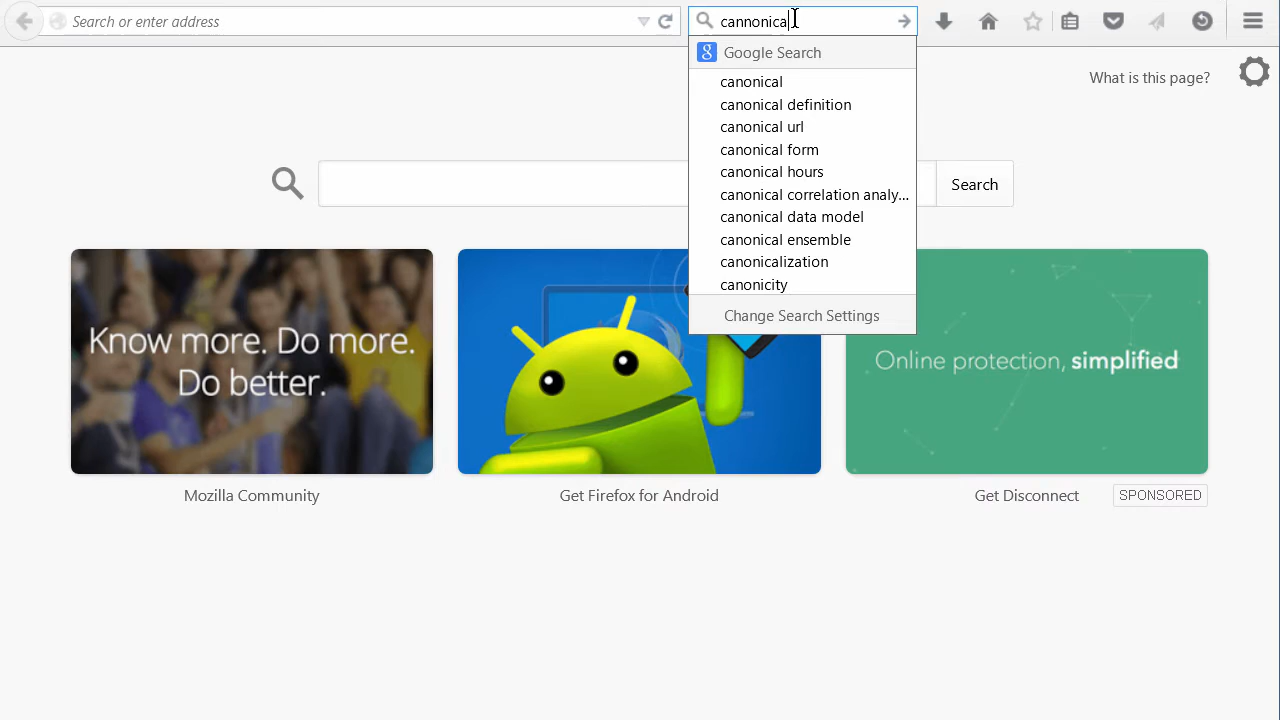 Search or enter address
cannonica
Google Search
What is this page?
canonical
canonical definition
canonical url
canonical form
canonical hours
canonical correlation analy...
canonical data model
canonical ensemble
canonicalization
canonicity
Change Search Settings
Search
Know more. Do more.
Do better.
Online protection, simplified
Mozilla Community
Get Firefox for Android
Get Disconnect
SPONSORED